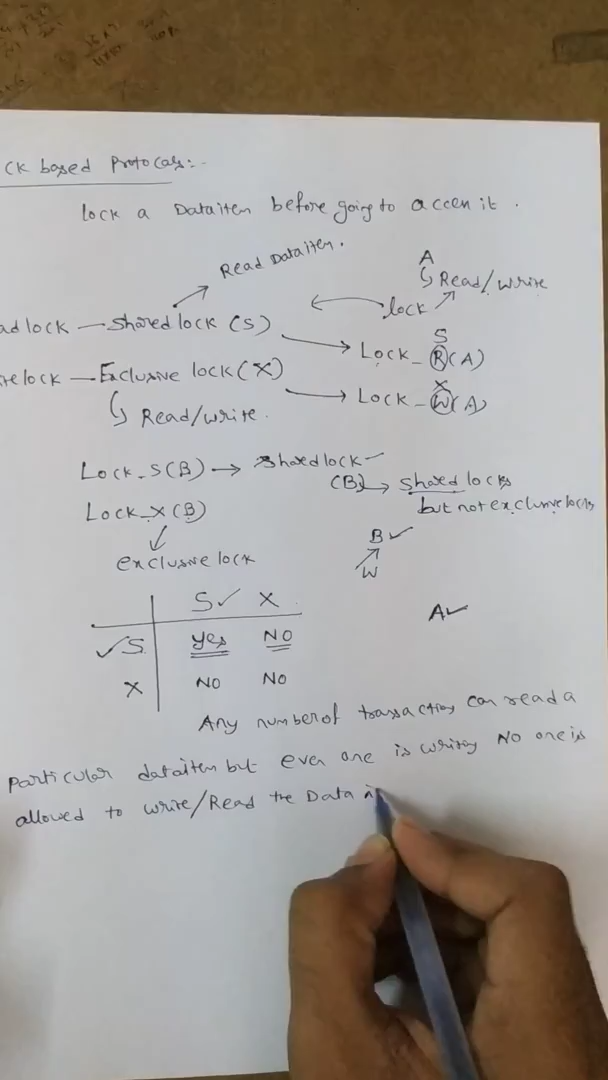 CK based Protocals:-
lock a Dataitem before going to accen it.
Read Dataitem.
A
Read/write
lock
ad lock — Shared lock (S)
S
Lock_R(A)
te lock — Exclusive lock(X)
X
Lock_W(A)
Read/write.
Lock_S(B) → Shared lock
(B) → shared locks
but not exclusive locks
Lock_X(B)
exclusive lock
B ✓
W
S ✓ X
A ✓
✓ S Yes NO
X NO NO
Any number of transactions can read a
Particular dataitem but even one is writing NO one is
allowed to write/Read the Data i